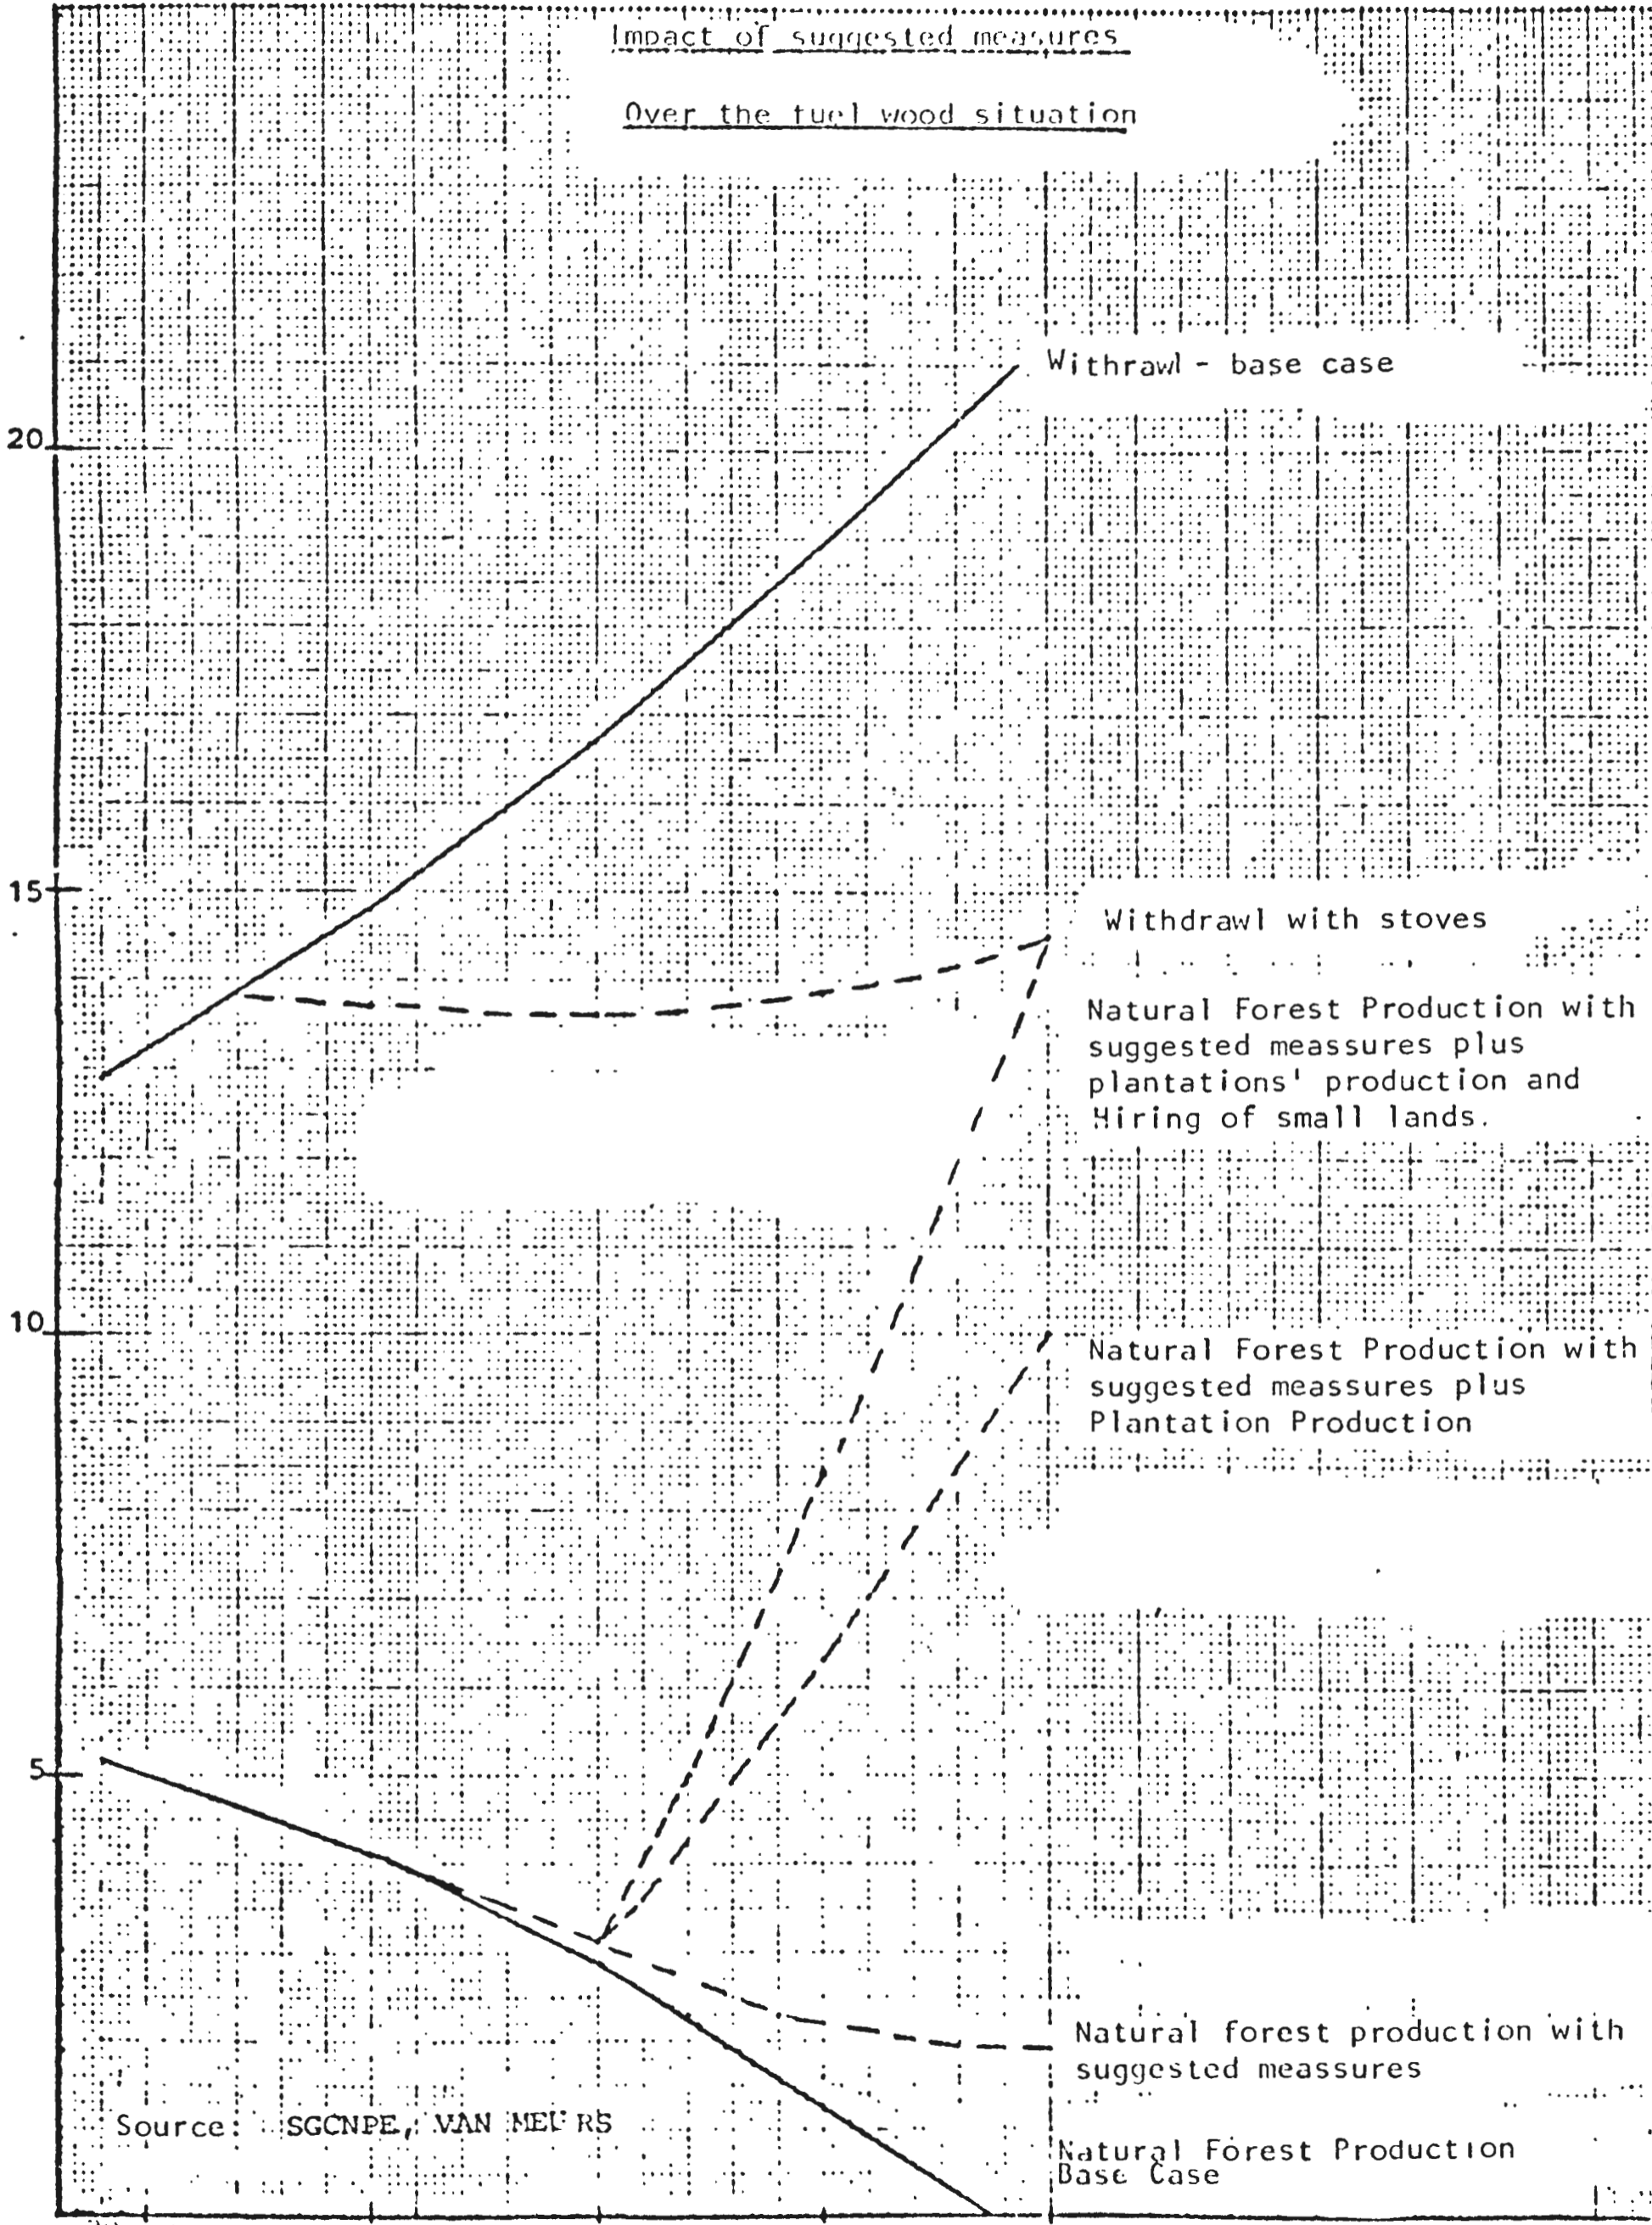 Impact of suggested measures
Over the fuel wood situation
Withrawl - base case
20
15
Withdrawl with stoves
Natural Forest Production with
suggested meassures plus
plantations' production and
Hiring of small lands.
10
Natural Forest Production with
suggested meassures plus
Plantation Production
5
Natural forest production with
suggested meassures
Source: SGCNPE, VAN MEURS
Natural Forest Production
Base Case